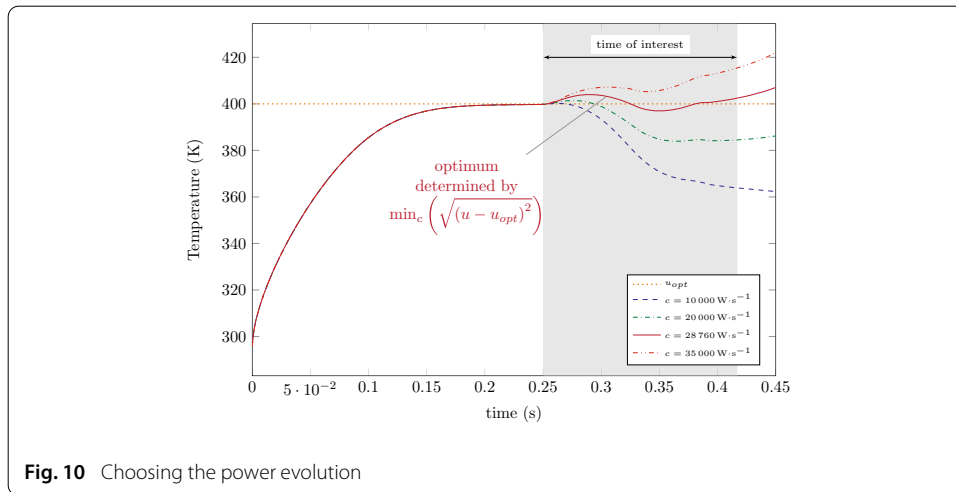 time of interest
420
400
380
360
340
320
300
Temperature (K)
optimum
determined by
min_c (√(u − u_opt)^2)
u_opt
c = 10 000 W·s^−1
c = 20 000 W·s^−1
c = 28 760 W·s^−1
c = 35 000 W·s^−1
0 5 · 10^−2 0.1 0.15 0.2 0.25 0.3 0.35 0.4 0.45
time (s)
Fig. 10 Choosing the power evolution